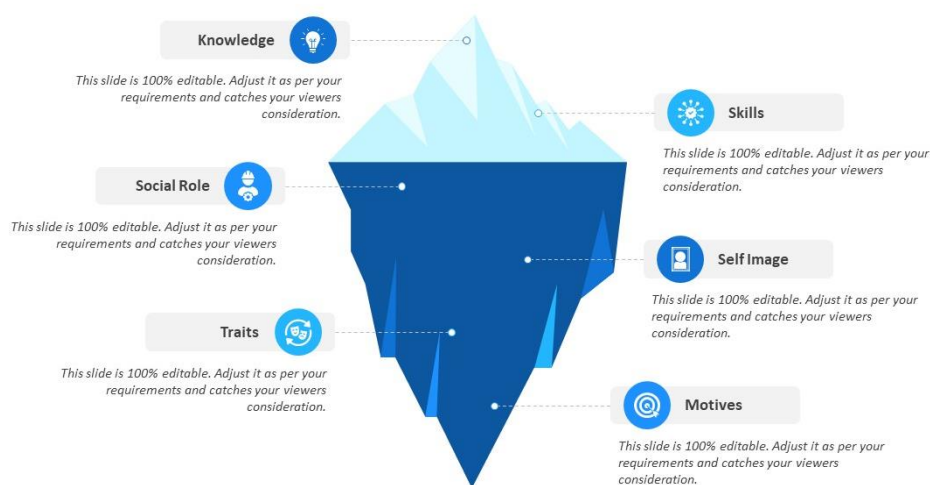 Knowledge
This slide is 100% editable. Adjust it as per your
requirements and catches your viewers
consideration.
Skills
This slide is 100% editable. Adjust it as per your
requirements and catches your viewers
consideration.
Social Role
This slide is 100% editable. Adjust it as per your
requirements and catches your viewers
consideration.
Self Image
This slide is 100% editable. Adjust it as per your
requirements and catches your viewers
consideration.
Traits
This slide is 100% editable. Adjust it as per your
requirements and catches your viewers
consideration.
Motives
This slide is 100% editable. Adjust it as per your
requirements and catches your viewers
consideration.